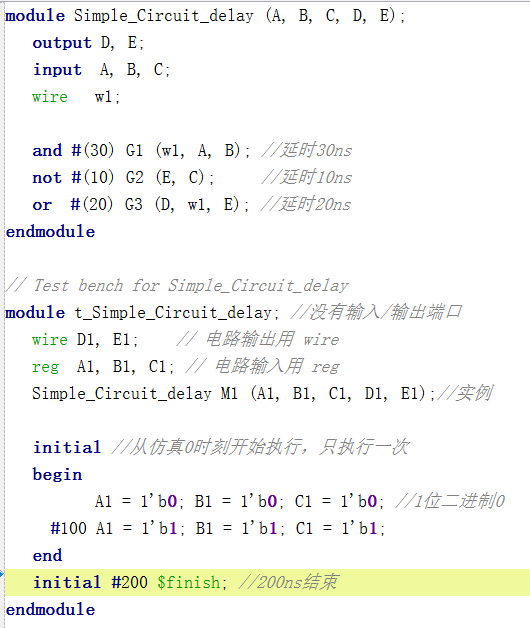 module Simple_Circuit_delay (A, B, C, D, E);
output D, E;
input A, B, C;
wire w1;
and #(30) G1 (w1, A, B); //延时30ns
not #(10) G2 (E, C); //延时10ns
or #(20) G3 (D, w1, E); //延时20ns
endmodule
// Test bench for Simple_Circuit_delay
module t_Simple_Circuit_delay; //没有输入/输出端口
wire D1, E1; // 电路输出用 wire
reg A1, B1, C1; // 电路输入用 reg
Simple_Circuit_delay M1 (A1, B1, C1, D1, E1);//实例
initial //从仿真0时刻开始执行，只执行一次
begin
A1 = 1'b0; B1 = 1'b0; C1 = 1'b0; //1位二进制0
#100 A1 = 1'b1; B1 = 1'b1; C1 = 1'b1;
end
initial #200 $finish; //200ns结束
endmodule